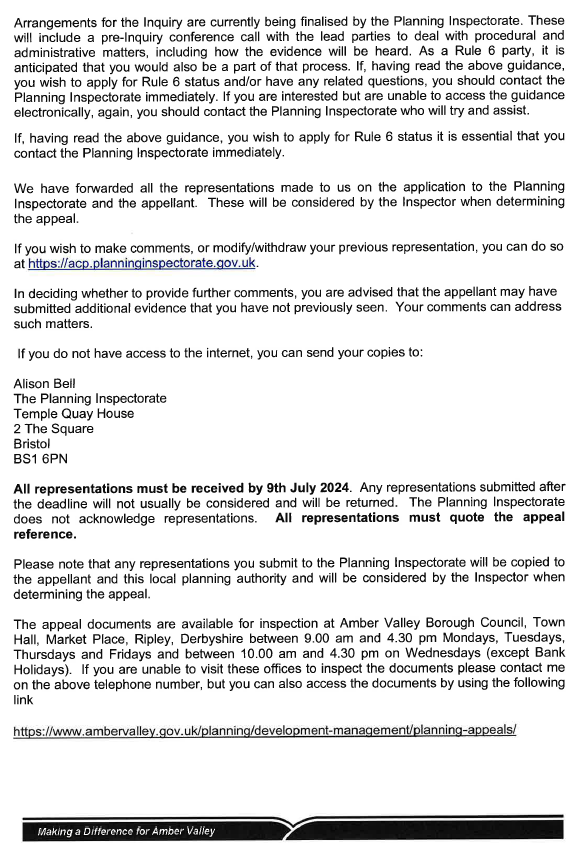 Arrangements for the Inquiry are currently being finalised by the Planning Inspectorate. These
will include a pre-Inquiry conference call with the lead parties to deal with procedural and
administrative matters, including how the evidence will be heard. As a Rule 6 party, it is
anticipated that you would also be a part of that process. If, having read the above guidance,
you wish to apply for Rule 6 status and/or have any related questions, you should contact the
Planning Inspectorate immediately. If you are interested but are unable to access the guidance
electronically, again, you should contact the Planning Inspectorate who will try and assist.
If, having read the above guidance, you wish to apply for Rule 6 status it is essential that you
contact the Planning Inspectorate immediately.
We have forwarded all the representations made to us on the application to the Planning
Inspectorate and the appellant. These will be considered by the Inspector when determining
the appeal.
If you wish to make comments, or modify/withdraw your previous representation, you can do so
at https://acp.planninginspectorate.gov.uk.
In deciding whether to provide further comments, you are advised that the appellant may have
submitted additional evidence that you have not previously seen. Your comments can address
such matters.
If you do not have access to the internet, you can send your copies to:
Alison Bell
The Planning Inspectorate
Temple Quay House
2 The Square
Bristol
BS1 6PN
All representations must be received by 9th July 2024. Any representations submitted after
the deadline will not usually be considered and will be returned. The Planning Inspectorate
does not acknowledge representations. All representations must quote the appeal
reference.
Please note that any representations you submit to the Planning Inspectorate will be copied to
the appellant and this local planning authority and will be considered by the Inspector when
determining the appeal.
The appeal documents are available for inspection at Amber Valley Borough Council, Town
Hall, Market Place, Ripley, Derbyshire between 9.00 am and 4.30 pm Mondays, Tuesdays,
Thursdays and Fridays and between 10.00 am and 4.30 pm on Wednesdays (except Bank
Holidays). If you are unable to visit these offices to inspect the documents please contact me
on the above telephone number, but you can also access the documents by using the following
link
https://www.ambervalley.gov.uk/planning/development-management/planning-appeals/
Making a Difference for Amber Valley